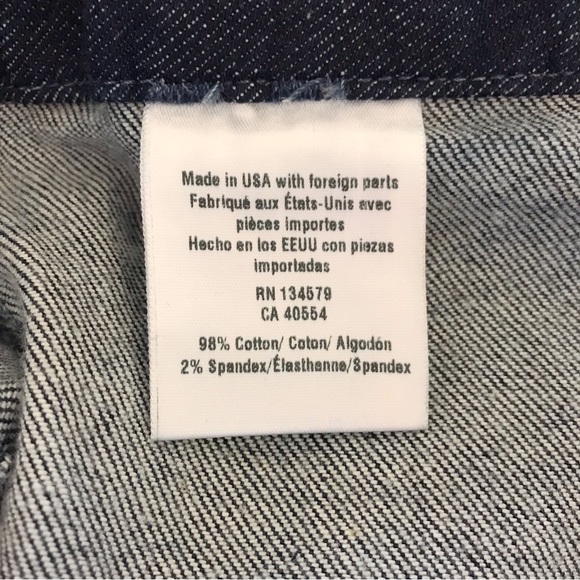 Made in USA with foreign parts
Fabriqué aux États-Unis avec
pièces importes
Hecho en los EEUU con piezas
importadas
RN 134579
CA 40554
98% Cotton/ Coton/ Algodón
2% Spandex/Élasthanne/Spandex